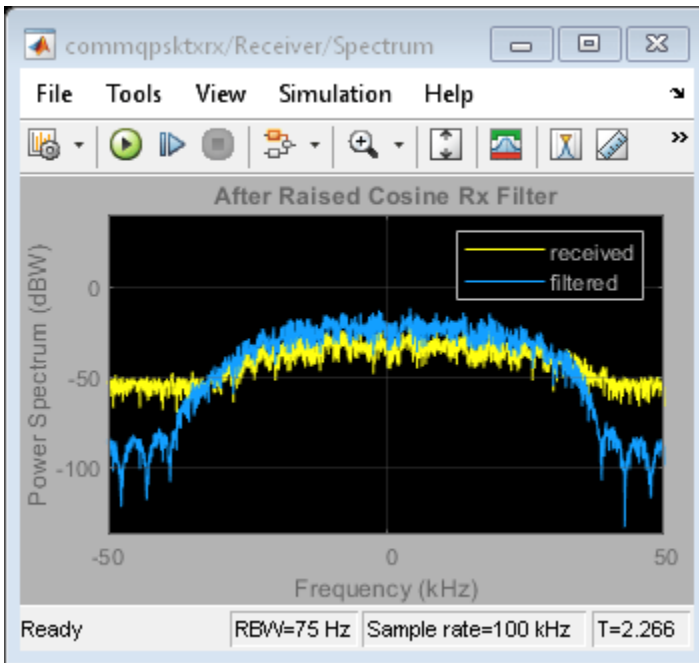 commqpsktxrx/Receiver/Spectrum
File Tools View Simulation Help
After Raised Cosine Rx Filter
received
filtered
Power Spectrum (dBW)
0
-50
-100
-50 0 50
Frequency (kHz)
Ready RBW=75 Hz Sample rate=100 kHz T=2.266